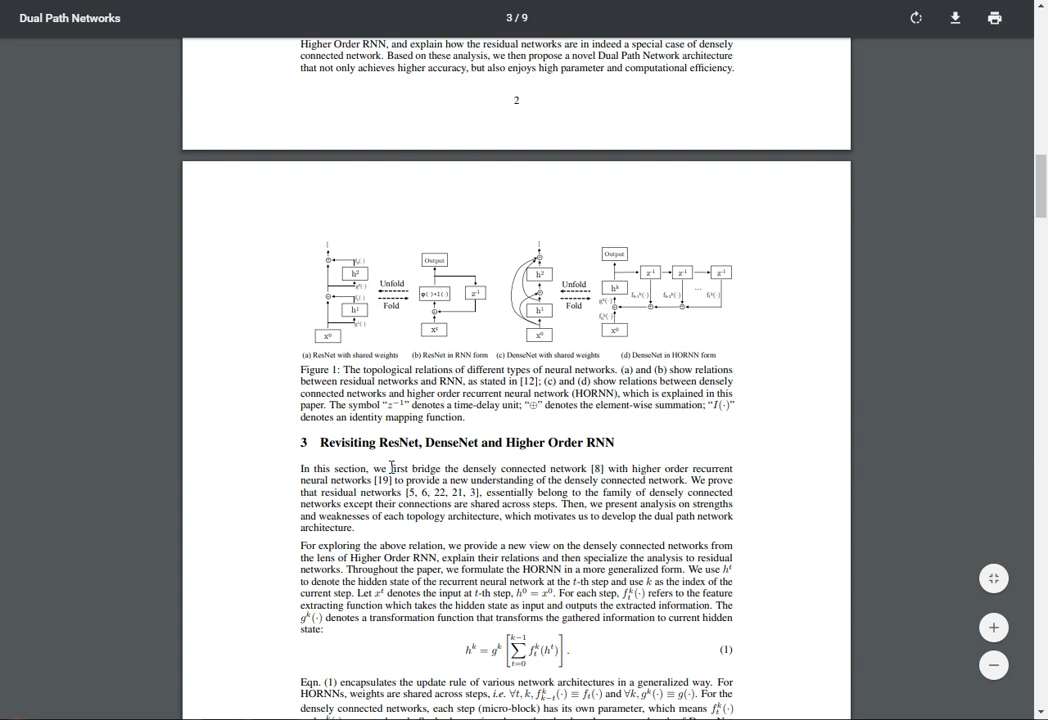 Dual Path Networks
3 / 9
Higher Order RNN, and explain how the residual networks are in indeed a special case of densely
connected network. Based on these analysis, we then propose a novel Dual Path Network architecture
that not only achieves higher accuracy, but also enjoys high parameter and computational efficiency.
2
Output
Unfold
Fold
Output
Unfold
Fold
(a) ResNet with shared weights (b) ResNet in RNN form (c) DenseNet with shared weights (d) DenseNet in HORNN form
Figure 1: The topological relations of different types of neural networks. (a) and (b) show relations
between residual networks and RNN, as stated in [12]; (c) and (d) show relations between densely
connected networks and higher order recurrent neural network (HORNN), which is explained in this
paper. The symbol “z⁻¹” denotes a time-delay unit; “⊕” denotes the element-wise summation; “I(·)”
denotes an identity mapping function.
3 Revisiting ResNet, DenseNet and Higher Order RNN
In this section, we first bridge the densely connected network [8] with higher order recurrent
neural networks [19] to provide a new understanding of the densely connected network. We prove
that residual networks [5, 6, 22, 21, 3], essentially belong to the family of densely connected
networks except their connections are shared across steps. Then, we present analysis on strengths
and weaknesses of each topology architecture, which motivates us to develop the dual path network
architecture.
For exploring the above relation, we provide a new view on the densely connected networks from
the lens of Higher Order RNN, explain their relations and then specialize the analysis to residual
networks. Throughout the paper, we formulate the HORNN in a more generalized form. We use hᵗ
to denote the hidden state of the recurrent neural network at the t-th step and use k as the index of the
current step. Let xᵗ denotes the input at t-th step, h⁰ = x⁰. For each step, fₜᵏ(·) refers to the feature
extracting function which takes the hidden state as input and outputs the extracted information. The
gᵏ(·) denotes a transformation function that transforms the gathered information to current hidden
state:
hᵏ = gᵏ [ ∑_{t=0}^{k−1} fₜᵏ(hᵗ) ] . (1)
Eqn. (1) encapsulates the update rule of various network architectures in a generalized way. For
HORNNs, weights are shared across steps, i.e. ∀t, k, f_{k−t}^{k}(·) ≡ fₜ(·) and ∀k, gᵏ(·) ≡ g(·). For the
densely connected networks, each step (micro-block) has its own parameter, which means fₜᵏ(·)